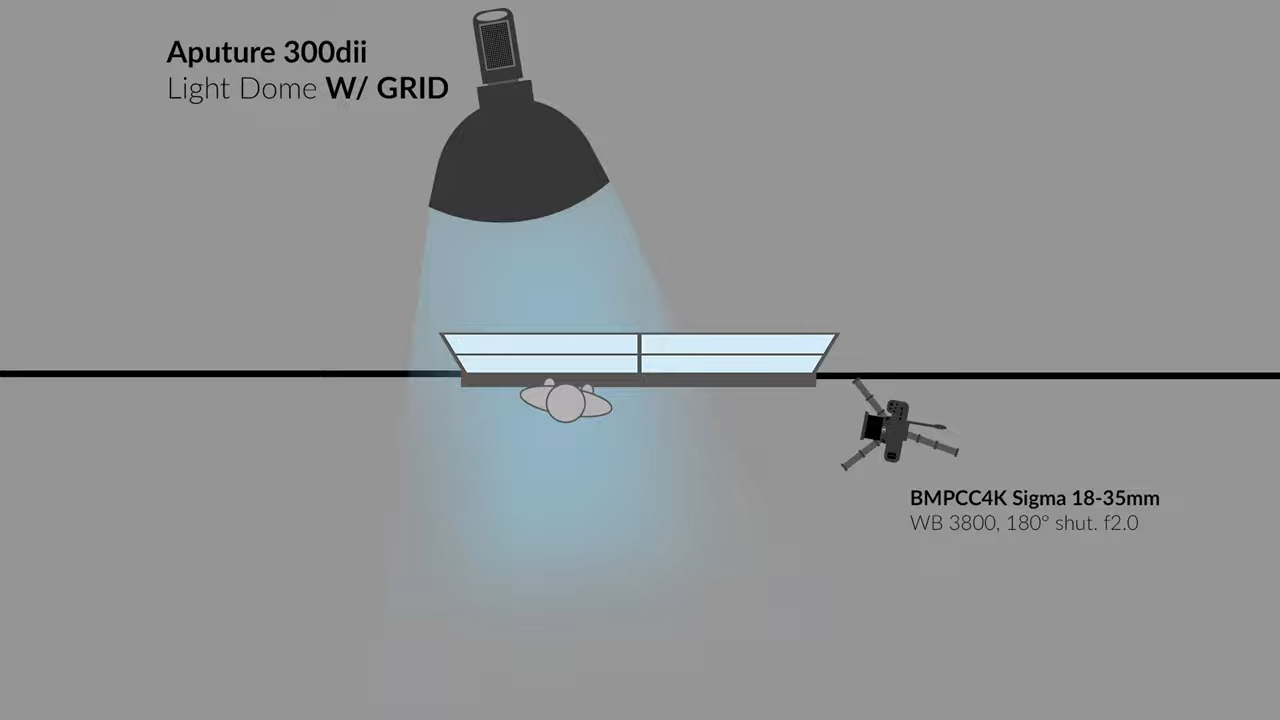 Aputure 300dii
Light Dome W/ GRID
BMPCC4K Sigma 18-35mm
WB 3800, 180° shut. f2.0